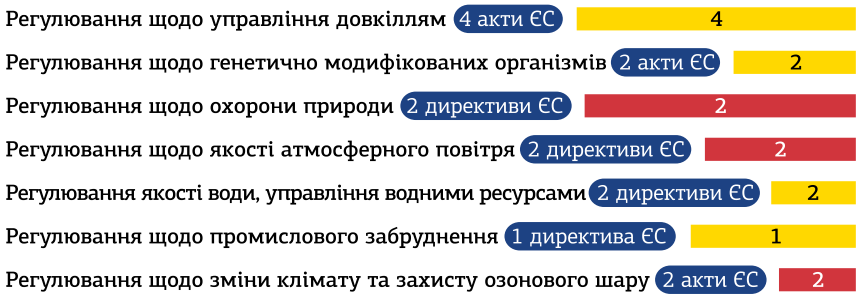 Регулювання щодо управління довкіллям 4 акти ЄС 4
Регулювання щодо генетично модифікованих організмів 2 акти ЄС 2
Регулювання щодо охорони природи 2 директиви ЄС 2
Регулювання щодо якості атмосферного повітря 2 директиви ЄС 2
Регулювання якості води, управління водними ресурсами 2 директиви ЄС 2
Регулювання щодо промислового забруднення 1 директива ЄС 1
Регулювання щодо зміни клімату та захисту озонового шару 2 акти ЄС 2